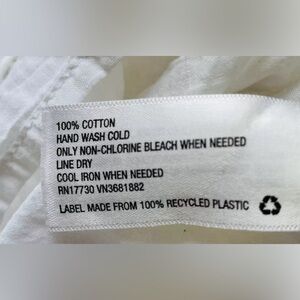 100% COTTON
HAND WASH COLD
ONLY NON-CHLORINE BLEACH WHEN NEEDED
LINE DRY
COOL IRON WHEN NEEDED
RN17730 VN3681882
LABEL MADE FROM 100% RECYCLED PLASTIC